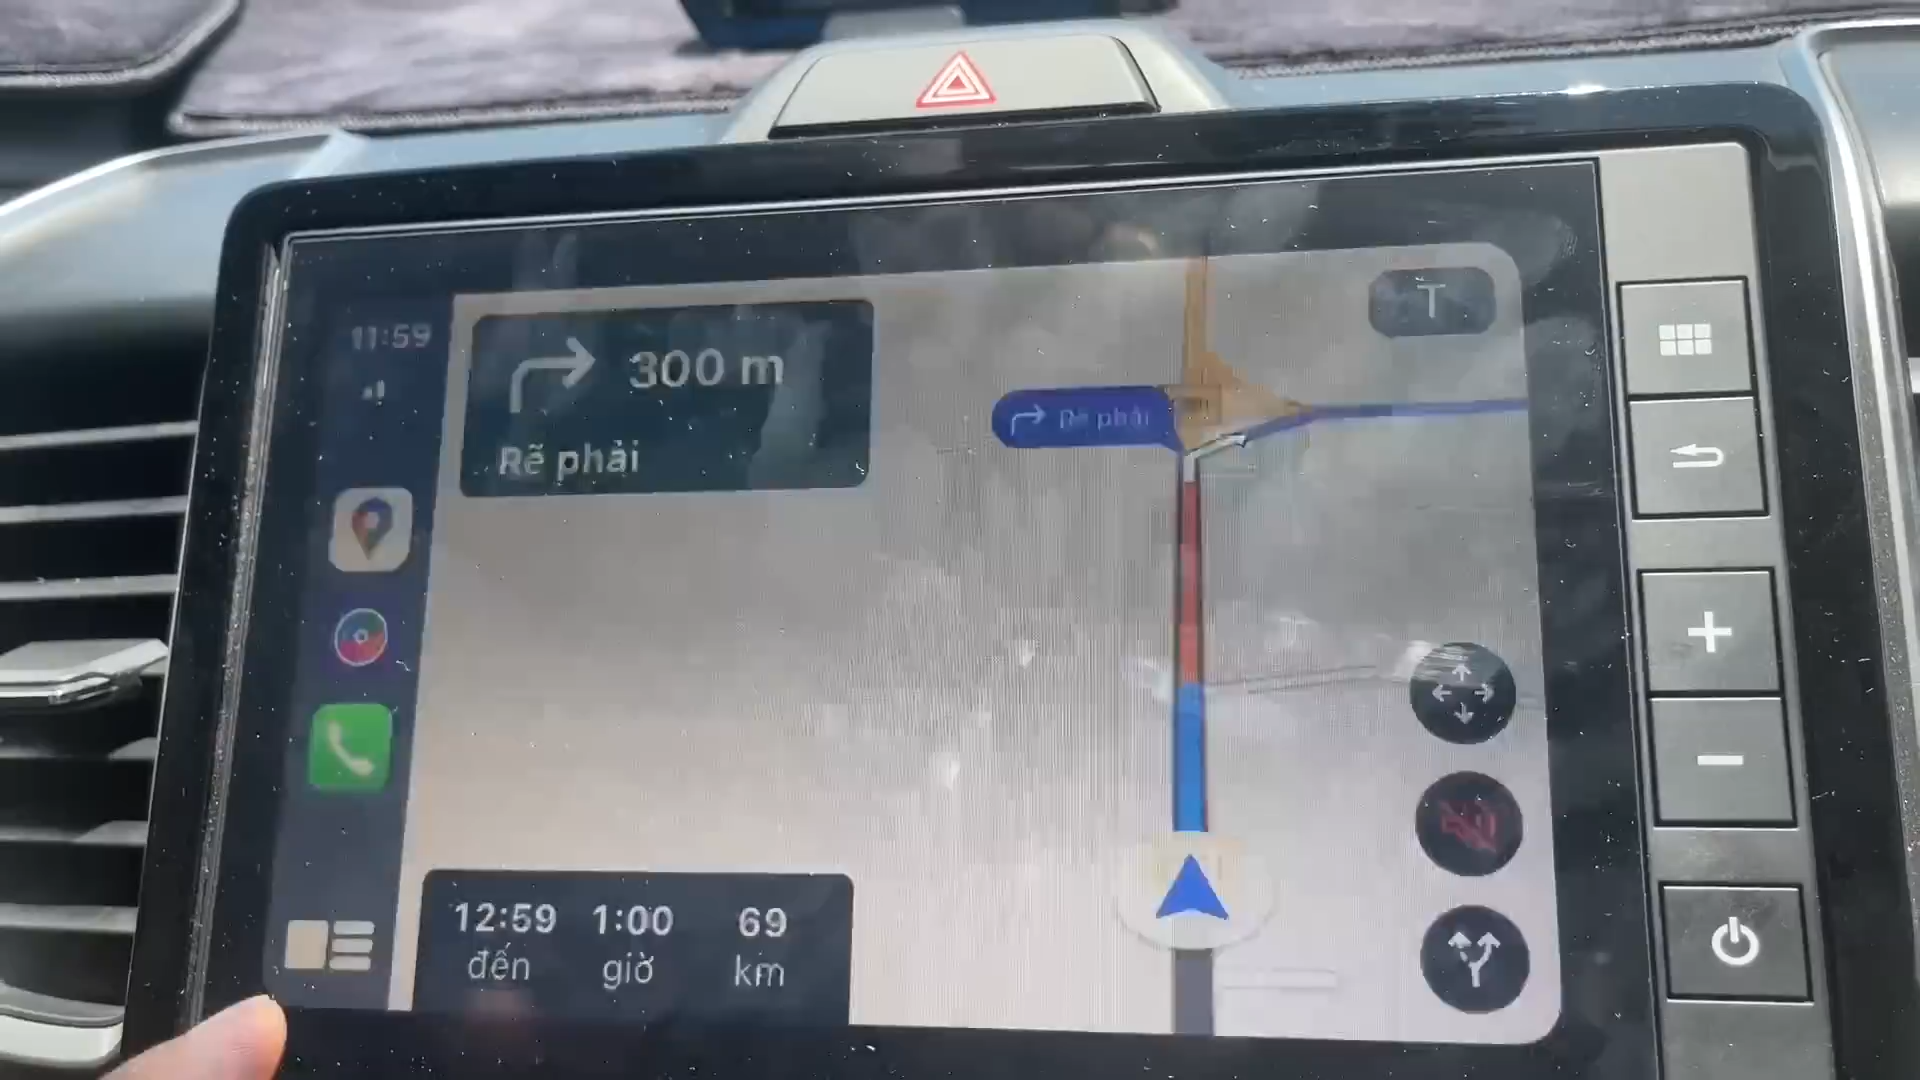 11:59
300 m
Rẽ phải
Rẽ phải
T
12:59 1:00 69
đến giờ km